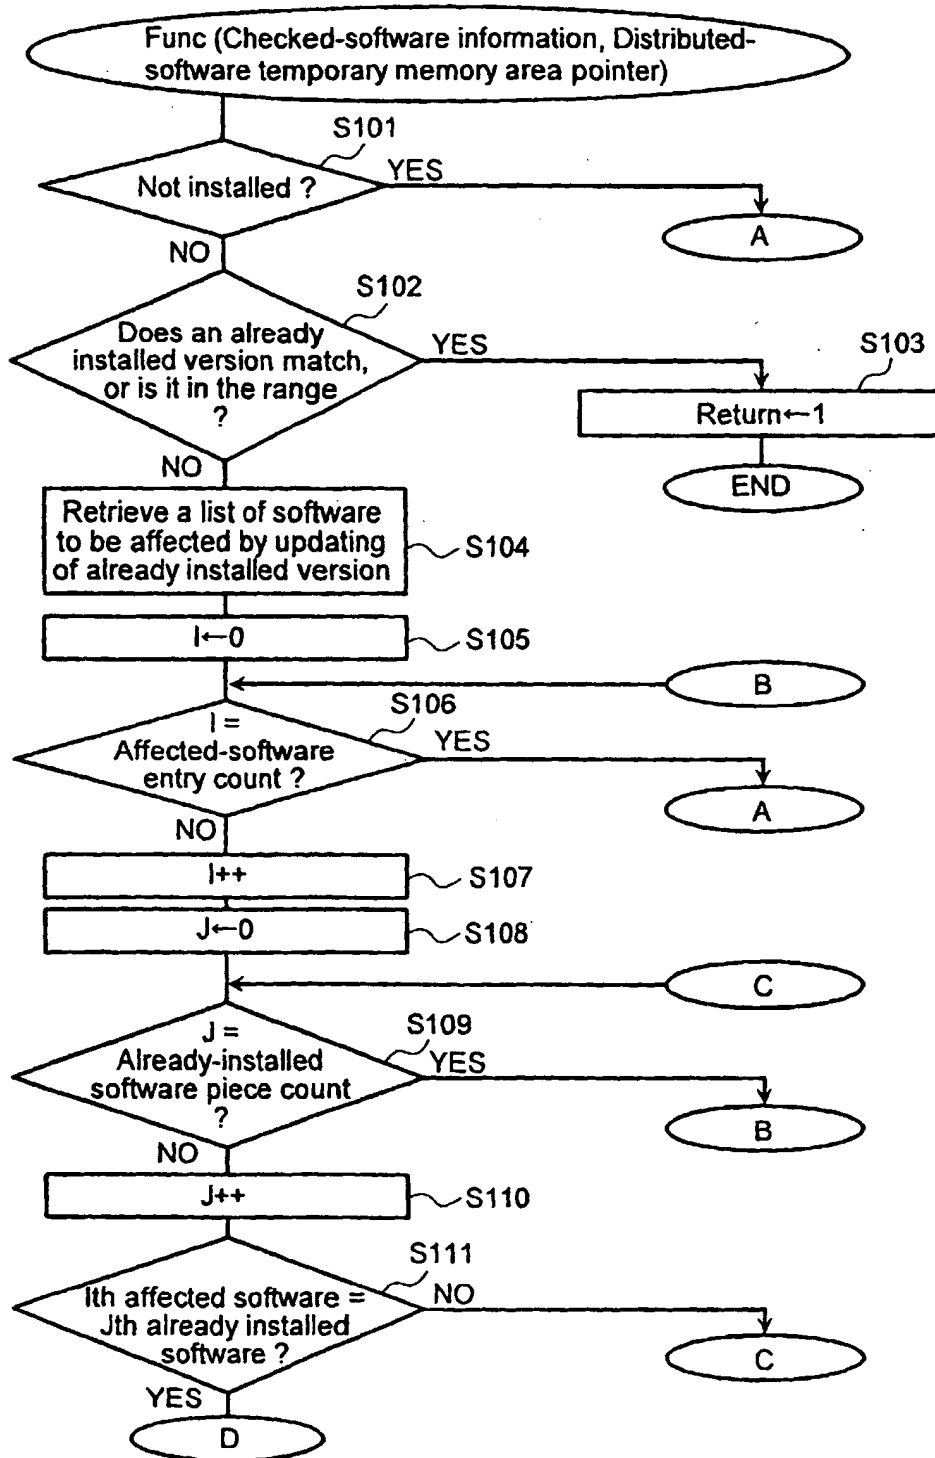 Func (Checked-software information, Distributed-
software temporary memory area pointer)
S101
Not installed ?
YES
A
NO
S102
Does an already
installed version match,
or is it in the range
?
YES
S103
Return←1
END
NO
Retrieve a list of software
to be affected by updating
of already installed version
S104
I←0
S105
B
S106
I =
Affected-software
entry count ?
YES
A
NO
I++
S107
J←0
S108
C
S109
J =
Already-installed
software piece count
?
YES
B
NO
J++
S110
S111
Ith affected software =
Jth already installed
software ?
NO
C
YES
D